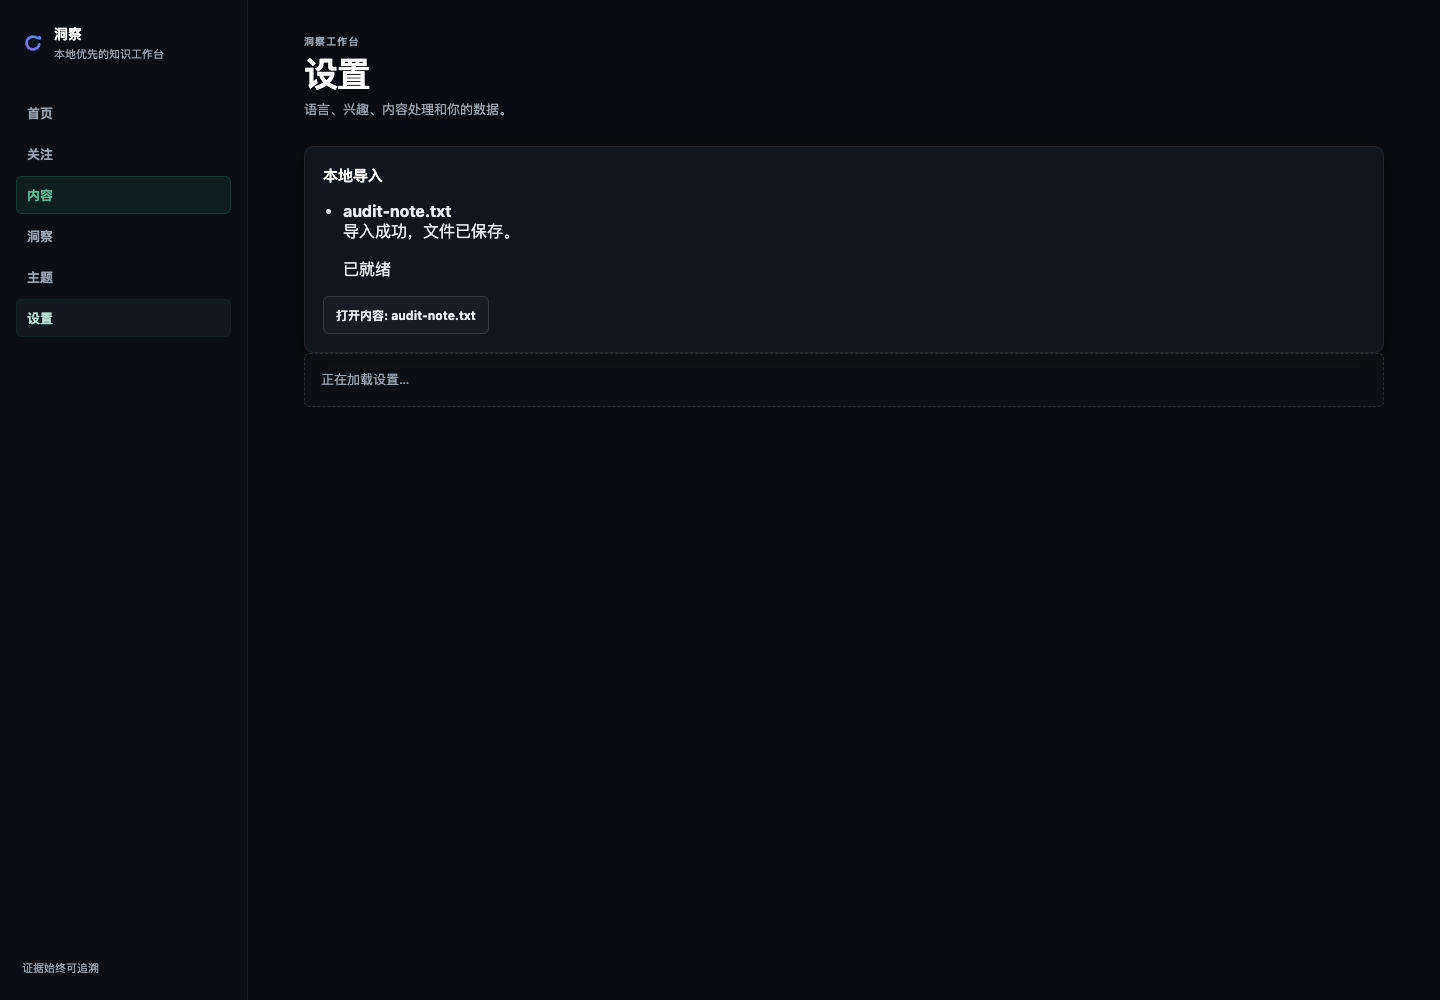 洞察
本地优先的知识工作台
首页
关注
内容
洞察
主题
设置
证据始终可追溯
洞察工作台
设置
语言、兴趣、内容处理和你的数据。
本地导入
• audit-note.txt
导入成功，文件已保存。
已就绪
打开内容: audit-note.txt
正在加载设置...